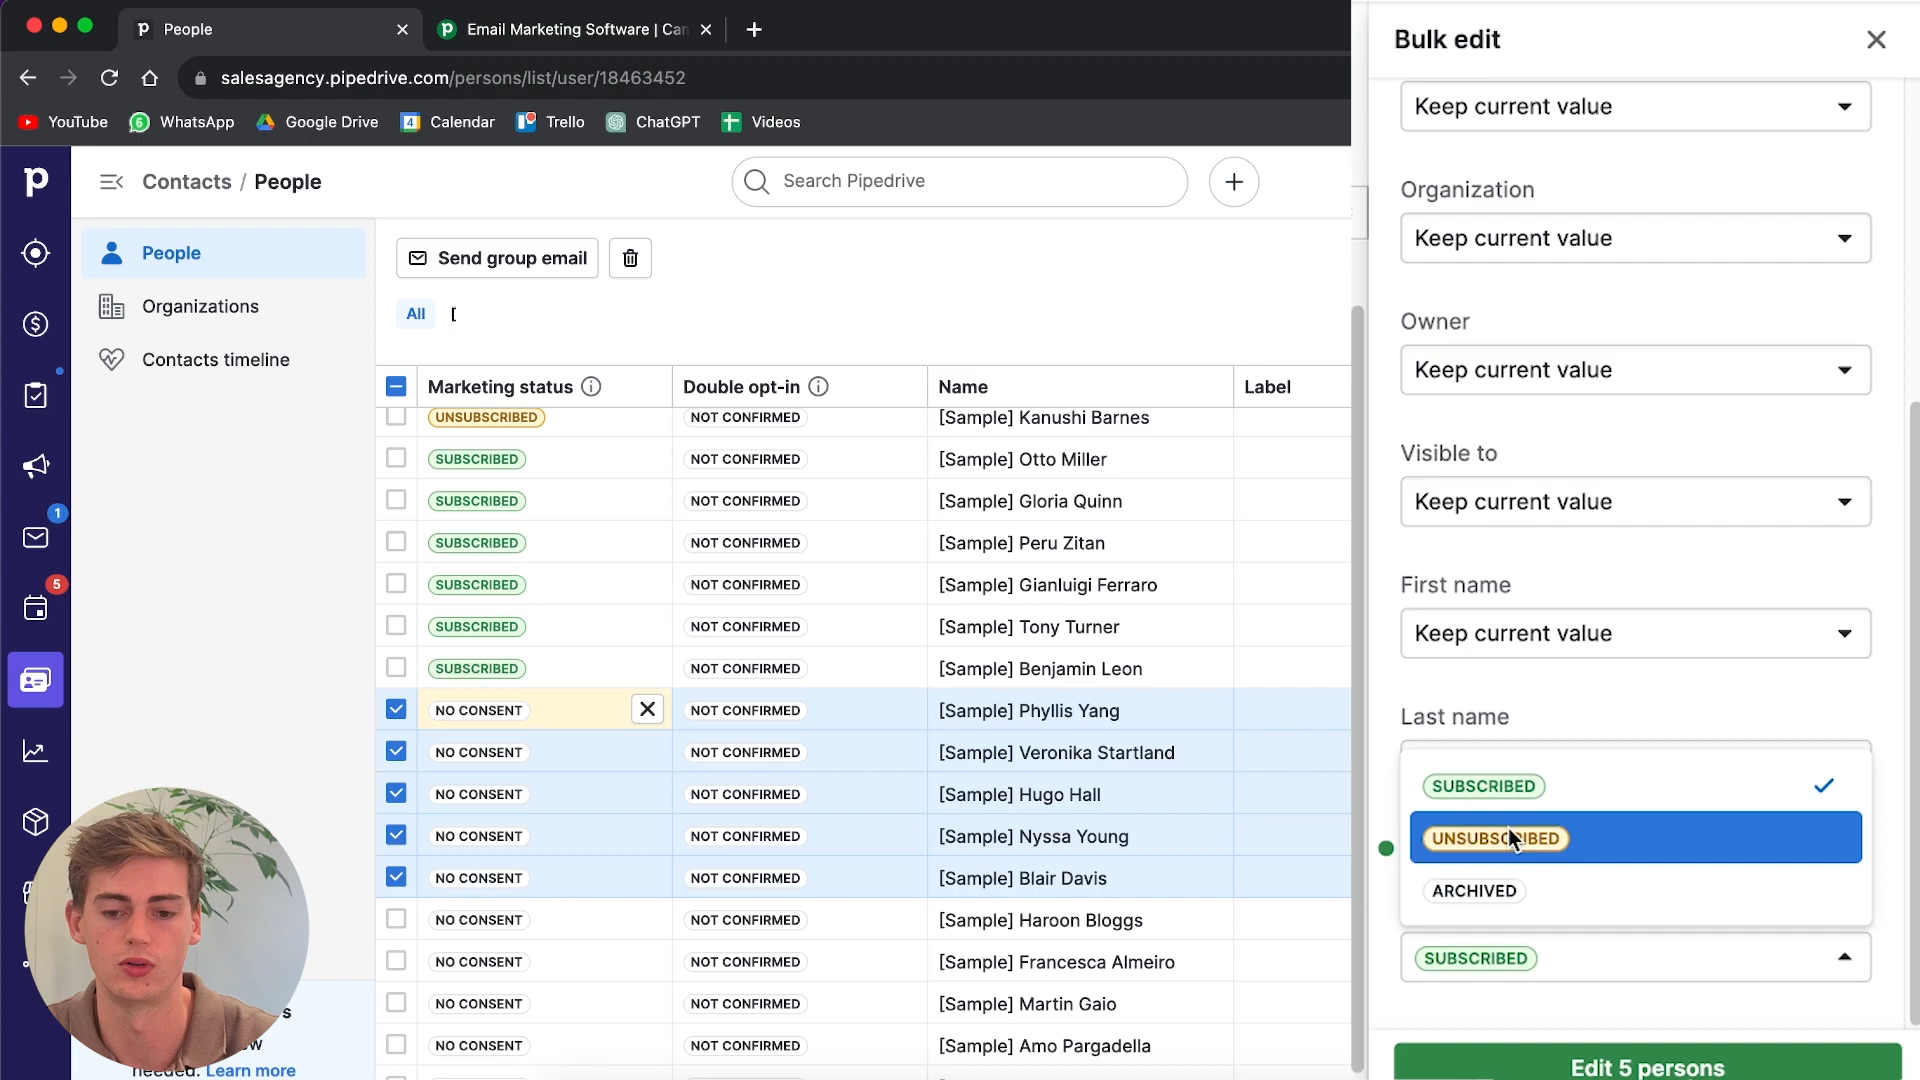 People
Email Marketing Software | Can
salesagency.pipedrive.com/persons/list/user/18463452
YouTube
WhatsApp
Google Drive
Calendar
Trello
ChatGPT
Videos
Contacts / People
Search Pipedrive
People
Organizations
Contacts timeline
1
5
Learn more
Send group email
All [
Marketing status Double opt-in Name Label
UNSUBSCRIBED NOT CONFIRMED [Sample] Kanushi Barnes
SUBSCRIBED NOT CONFIRMED [Sample] Otto Miller
SUBSCRIBED NOT CONFIRMED [Sample] Gloria Quinn
SUBSCRIBED NOT CONFIRMED [Sample] Peru Zitan
SUBSCRIBED NOT CONFIRMED [Sample] Gianluigi Ferraro
SUBSCRIBED NOT CONFIRMED [Sample] Tony Turner
SUBSCRIBED NOT CONFIRMED [Sample] Benjamin Leon
NO CONSENT NOT CONFIRMED [Sample] Phyllis Yang
NO CONSENT NOT CONFIRMED [Sample] Veronika Startland
NO CONSENT NOT CONFIRMED [Sample] Hugo Hall
NO CONSENT NOT CONFIRMED [Sample] Nyssa Young
NO CONSENT NOT CONFIRMED [Sample] Blair Davis
NO CONSENT NOT CONFIRMED [Sample] Haroon Bloggs
NO CONSENT NOT CONFIRMED [Sample] Francesca Almeiro
NO CONSENT NOT CONFIRMED [Sample] Martin Gaio
NO CONSENT NOT CONFIRMED [Sample] Amo Pargadella
Bulk edit
Keep current value
Organization
Keep current value
Owner
Keep current value
Visible to
Keep current value
First name
Keep current value
Last name
SUBSCRIBED
UNSUBSCRIBED
ARCHIVED
SUBSCRIBED
Edit 5 persons